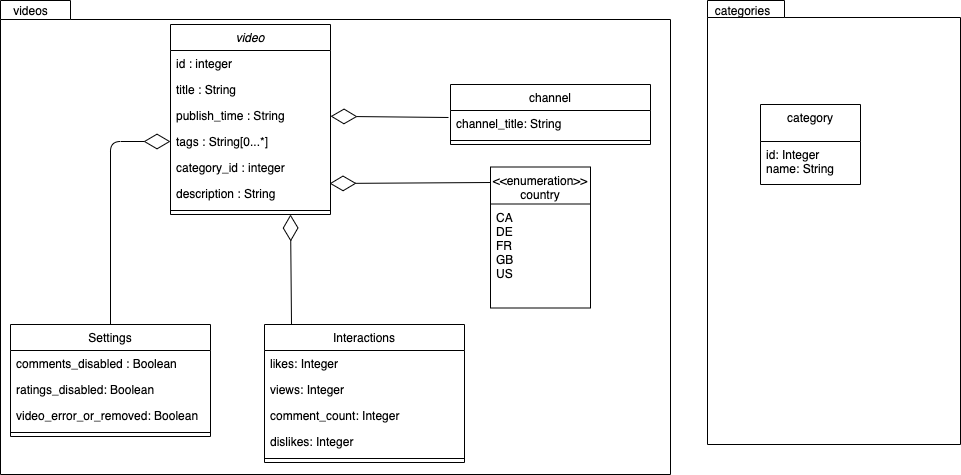 videos
video
id : integer
title : String
publish_time : String
tags : String[0...*]
category_id : integer
description : String
channel
channel_title: String
<<enumeration>>
country
CA
DE
FR
GB
US
Settings
comments_disabled : Boolean
ratings_disabled: Boolean
video_error_or_removed: Boolean
Interactions
likes: Integer
views: Integer
comment_count: Integer
dislikes: Integer
categories
category
id: Integer
name: String